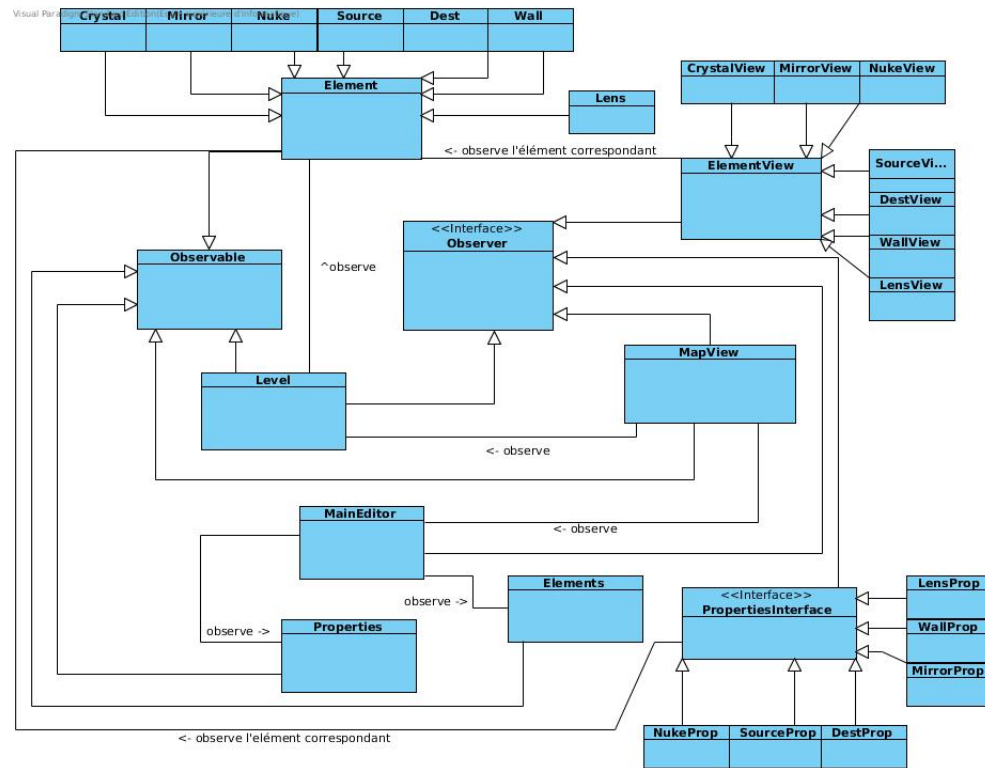 Crystal Mirror Nuke Source Dest Wall
Element
CrystalView MirrorView NukeView
Lens
<- observe l'élément correspondant
ElementView
SourceVi...
DestView
<<Interface>>
Observer
WallView
Observable
^observe
LensView
MapView
Level
<- observe
MainEditor
<- observe
Elements
observe ->
<<Interface>>
PropertiesInterface
LensProp
Properties
observe ->
WallProp
MirrorProp
NukeProp SourceProp DestProp
<- observe l'elément correspondant